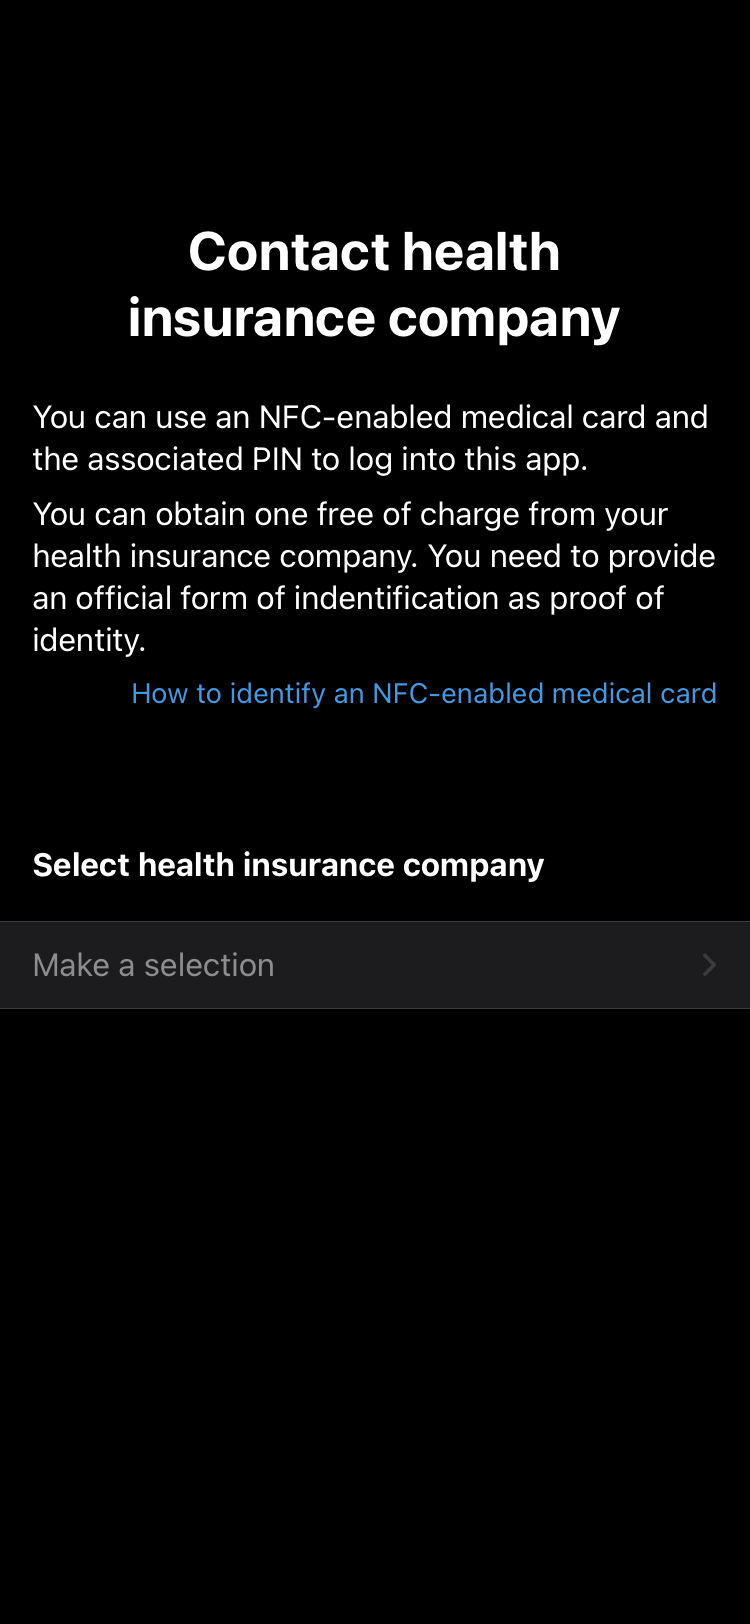 Contact health
insurance company
You can use an NFC-enabled medical card and
the associated PIN to log into this app.
You can obtain one free of charge from your
health insurance company. You need to provide
an official form of indentification as proof of
identity.
How to identify an NFC-enabled medical card
Select health insurance company
Make a selection